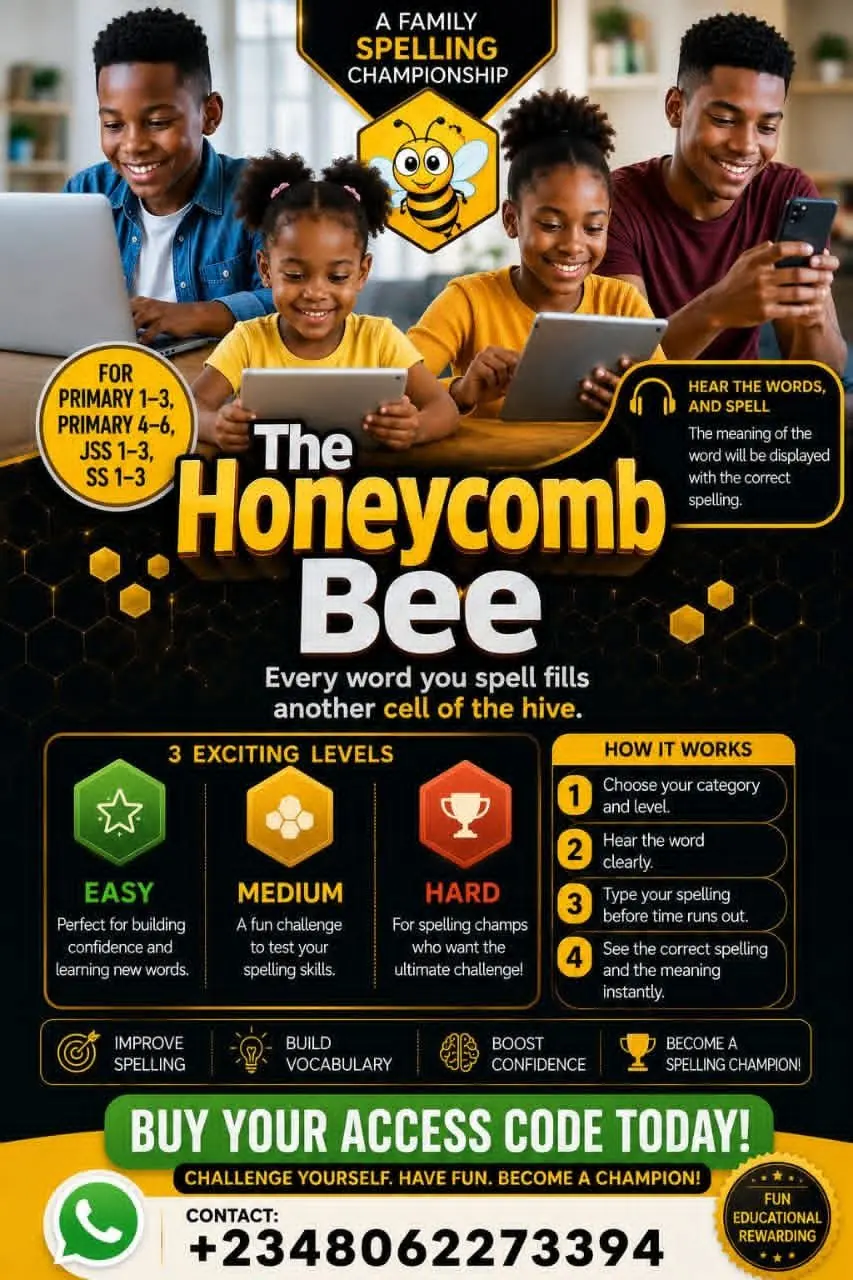 A FAMILY
SPELLING
CHAMPIONSHIP
FOR
PRIMARY 1–3,
PRIMARY 4–6,
JSS 1–3,
SS 1–3
HEAR THE WORDS,
AND SPELL
The meaning of the
word will be displayed
with the correct
spelling.
The
Honeycomb
Bee
Every word you spell fills
another cell of the hive.
3 EXCITING LEVELS
EASY
Perfect for building
confidence and
learning new words.
MEDIUM
A fun challenge
to test your
spelling skills.
HARD
For spelling champs
who want the
ultimate challenge!
HOW IT WORKS
1 Choose your category
and level.
2 Hear the word
clearly.
3 Type your spelling
before time runs out.
4 See the correct spelling
and the meaning
instantly.
IMPROVE
SPELLING
BUILD
VOCABULARY
BOOST
CONFIDENCE
BECOME A
SPELLING CHAMPION!
BUY YOUR ACCESS CODE TODAY!
CHALLENGE YOURSELF. HAVE FUN. BECOME A CHAMPION!
CONTACT:
+2348062273394
FUN
EDUCATIONAL
REWARDING